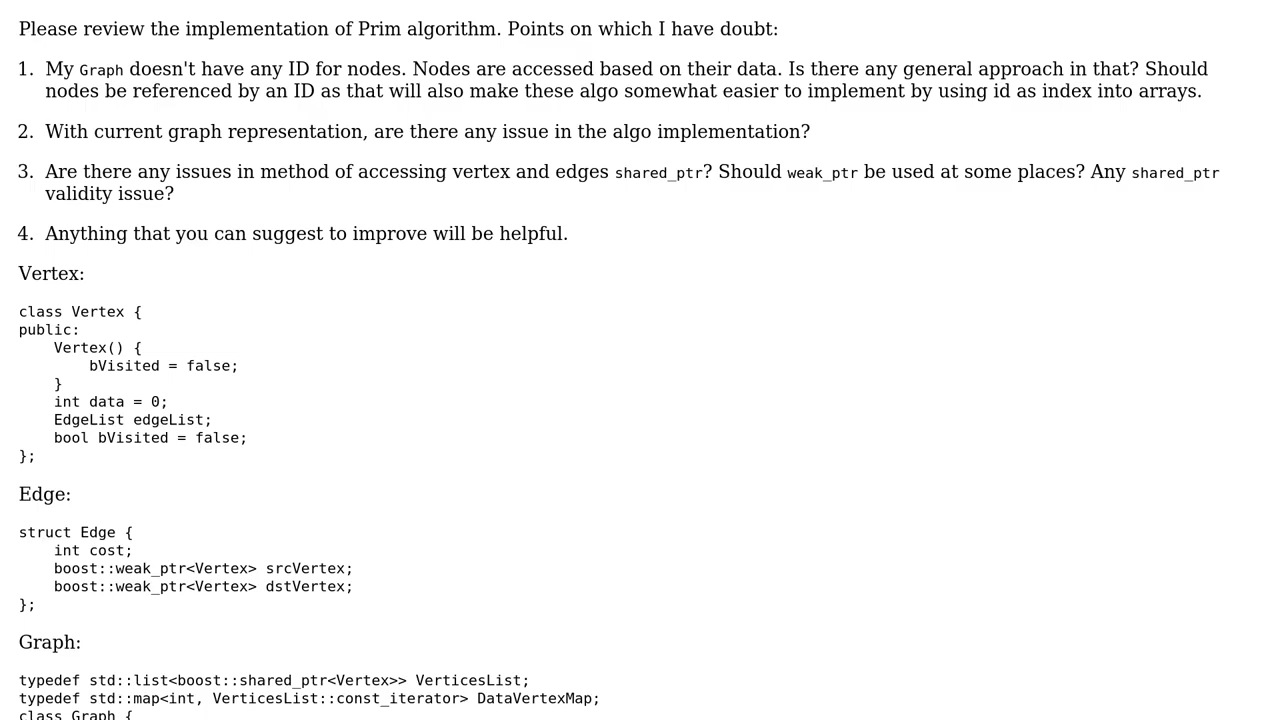 Please review the implementation of Prim algorithm. Points on which I have doubt:
1. My Graph doesn't have any ID for nodes. Nodes are accessed based on their data. Is there any general approach in that? Should
nodes be referenced by an ID as that will also make these algo somewhat easier to implement by using id as index into arrays.
2. With current graph representation, are there any issue in the algo implementation?
3. Are there any issues in method of accessing vertex and edges shared_ptr? Should weak_ptr be used at some places? Any shared_ptr
validity issue?
4. Anything that you can suggest to improve will be helpful.
Vertex:
class Vertex {
public:
    Vertex() {
        bVisited = false;
    }
    int data = 0;
    EdgeList edgeList;
    bool bVisited = false;
};
Edge:
struct Edge {
    int cost;
    boost::weak_ptr<Vertex> srcVertex;
    boost::weak_ptr<Vertex> dstVertex;
};
Graph:
typedef std::list<boost::shared_ptr<Vertex>> VerticesList;
typedef std::map<int, VerticesList::const_iterator> DataVertexMap;
class Graph {